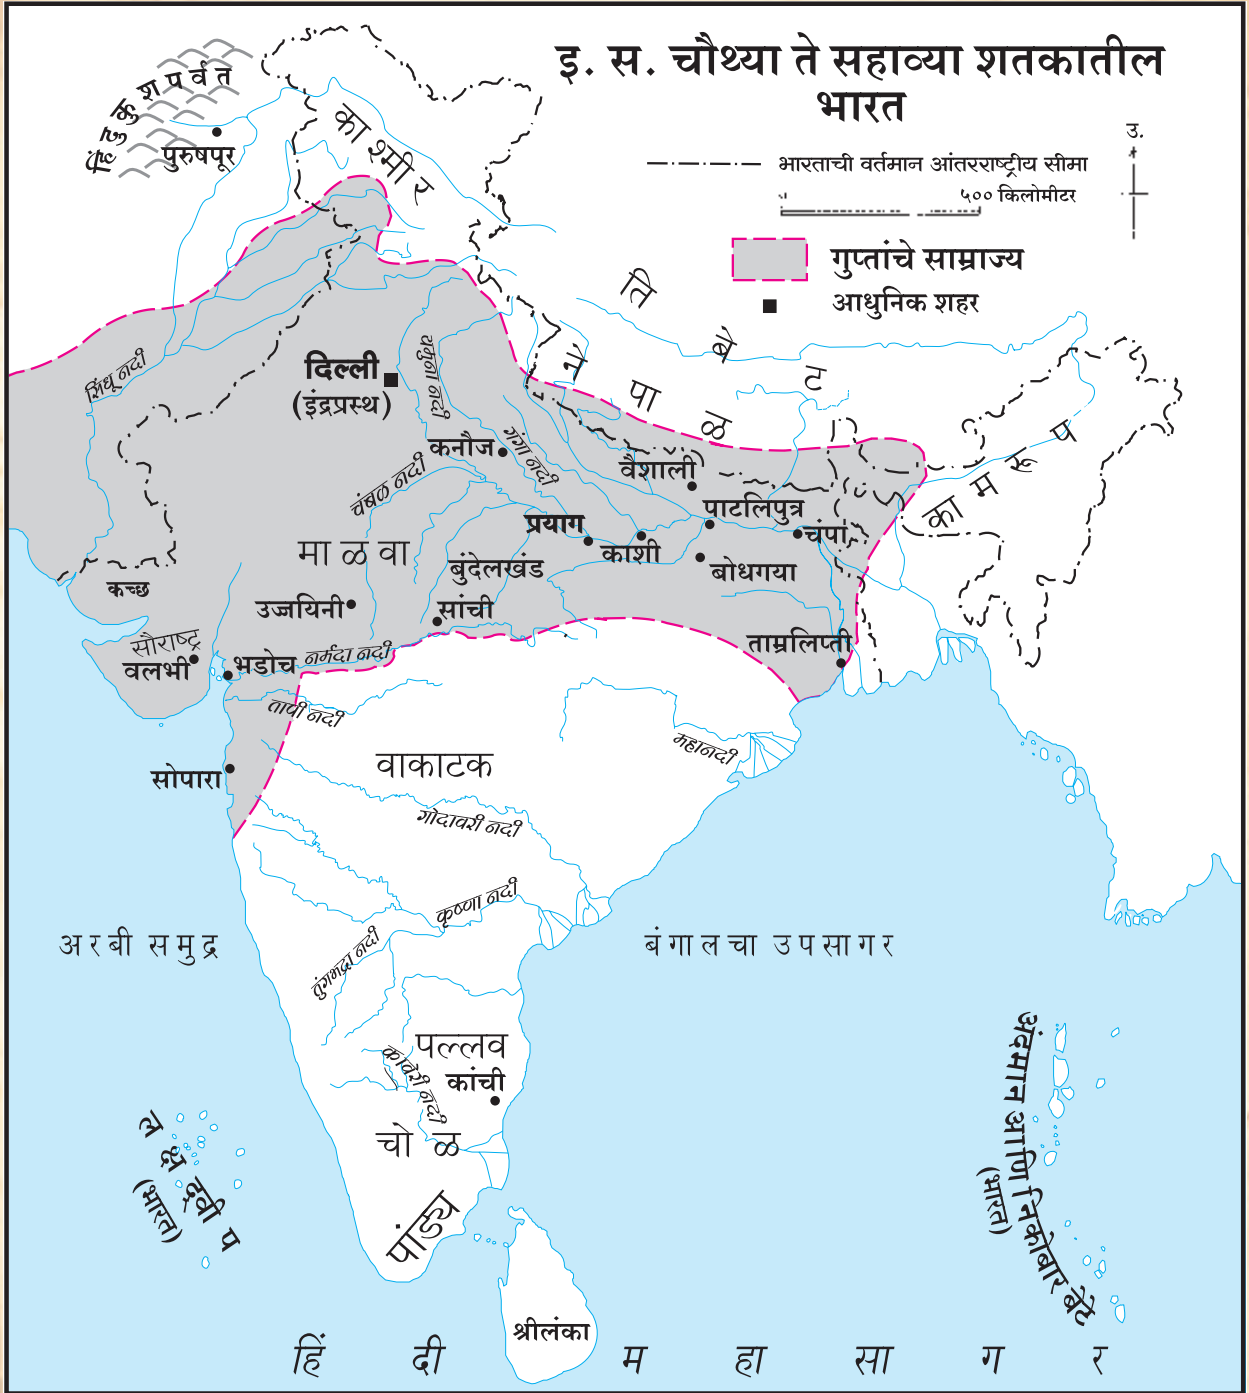 इ. स. चौथ्या ते सहाव्या शतकातील
भारत
उ.
भारताची वर्तमान आंतरराष्ट्रीय सीमा
५०० किलोमीटर
गुप्तांचे साम्राज्य
आधुनिक शहर
हिंदुकुश पर्वत
पुरुषपूर
काश्मीर
तिबेट
नेपाळ
सिंधू नदी
दिल्ली
(इंद्रप्रस्थ)
यमुना नदी
कनौज
गंगा नदी
चंबळ नदी
वैशाली
कामरूप
पाटलिपुत्र
प्रयाग
काशी
चंपा
माळवा
बुंदेलखंड
बोधगया
कच्छ
उज्जयिनी
सांची
सौराष्ट्र
वलभी
भडोच
नर्मदा नदी
ताम्रलिप्ती
तापी नदी
महानदी
सोपारा
वाकाटक
गोदावरी नदी
कृष्णा नदी
अरबी समुद्र
तुंगभद्रा नदी
बंगालचा उपसागर
पल्लव
कावेरी नदी
कांची
चोळ
पांड्य
लक्षद्वीप
(भारत)
अंदमान आणि निकोबार बेटे
(भारत)
श्रीलंका
हिंदी महासागर